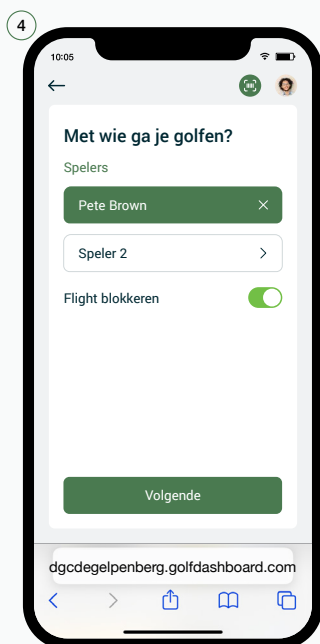 4
10:05
Met wie ga je golfen?
Spelers
Pete Brown
Speler 2
Flight blokkeren
Volgende
dgcdegelpenberg.golfdashboard.com